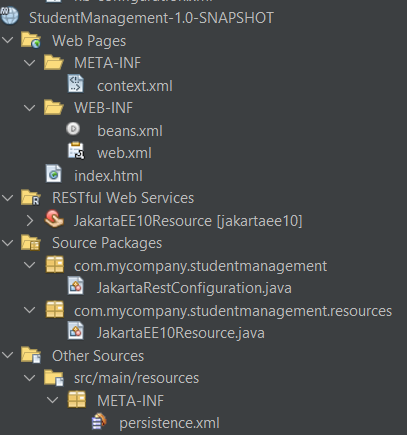 StudentManagement-1.0-SNAPSHOT
Web Pages
META-INF
context.xml
WEB-INF
beans.xml
web.xml
index.html
RESTful Web Services
JakartaEE10Resource [jakartaee10]
Source Packages
com.mycompany.studentmanagement
JakartaRestConfiguration.java
com.mycompany.studentmanagement.resources
JakartaEE10Resource.java
Other Sources
src/main/resources
META-INF
persistence.xml